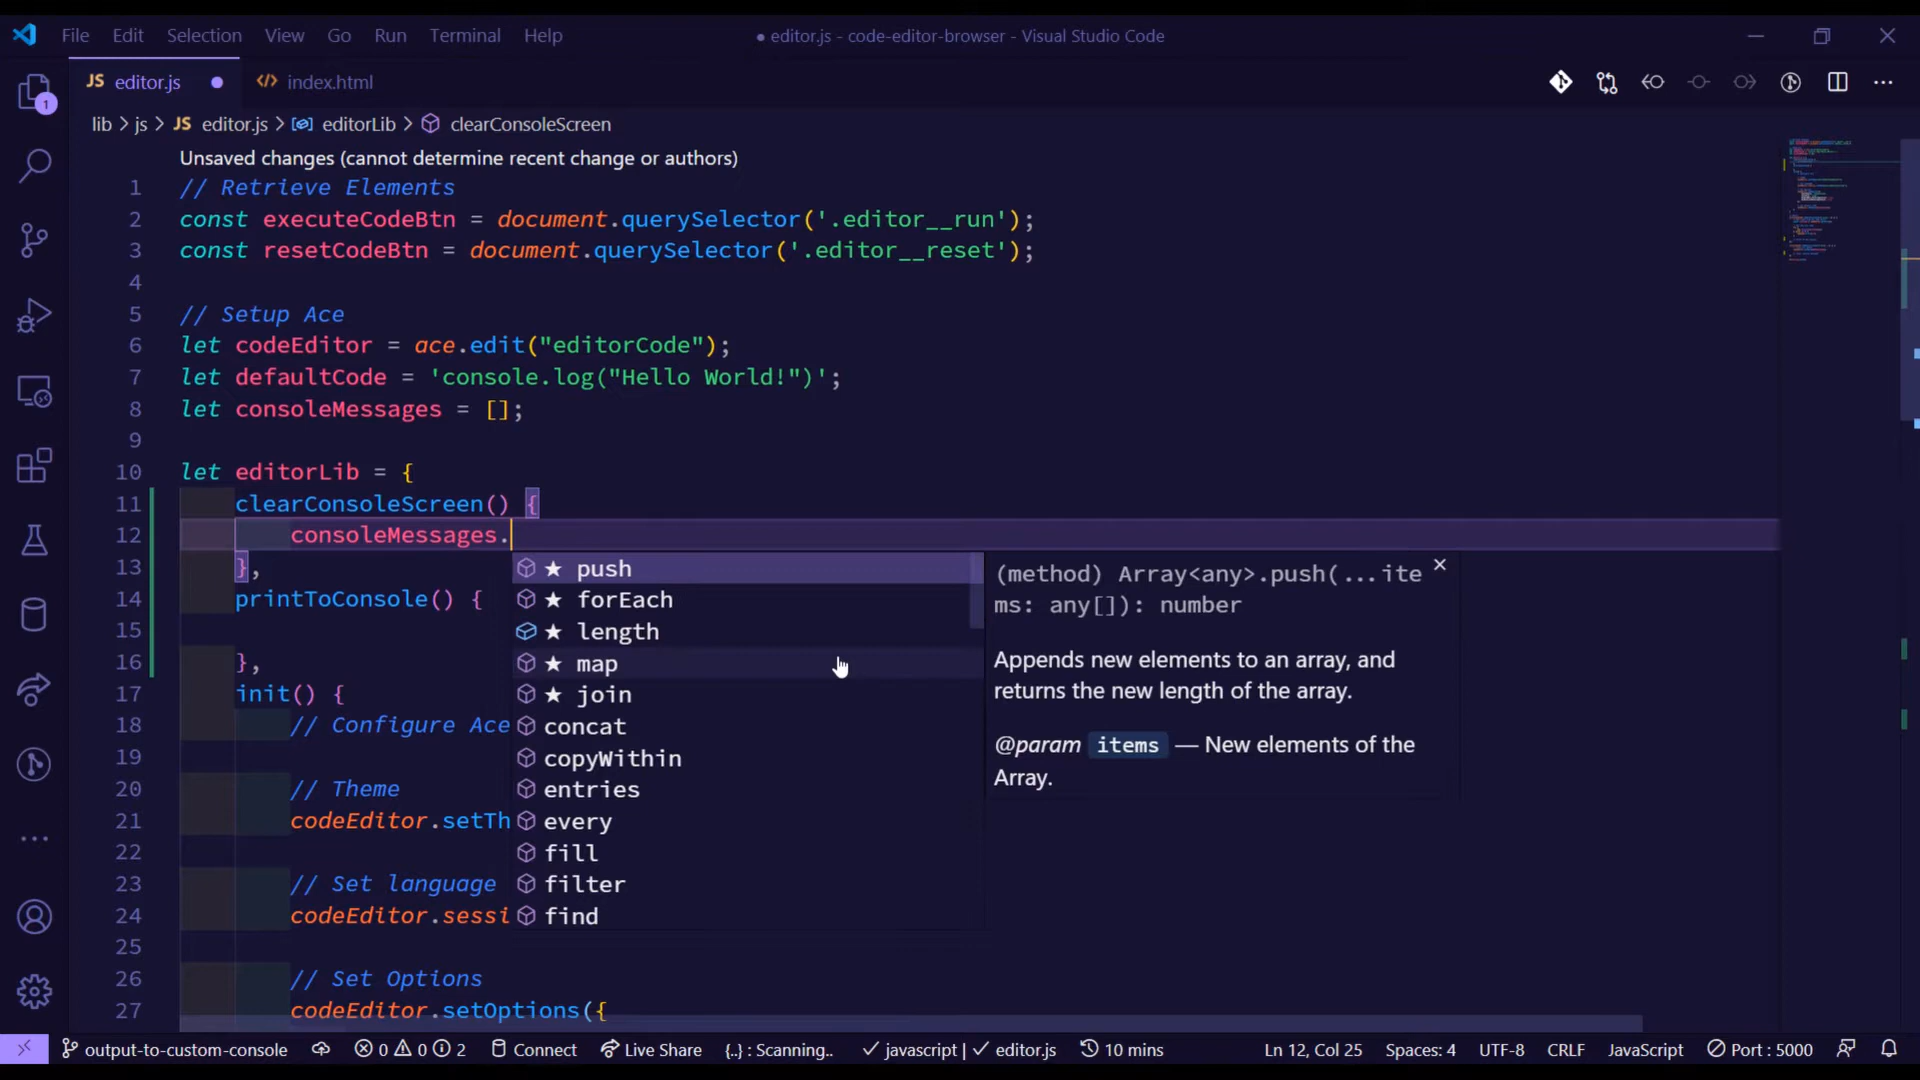 File Edit Selection View Go Run Terminal Help
● editor.js - code-editor-browser - Visual Studio Code
JS editor.js ●
</> index.html
1
lib > js > JS editor.js > editorLib > clearConsoleScreen
Unsaved changes (cannot determine recent change or authors)
1 // Retrieve Elements
2 const executeCodeBtn = document.querySelector('.editor__run');
3 const resetCodeBtn = document.querySelector('.editor__reset');
4
5 // Setup Ace
6 let codeEditor = ace.edit("editorCode");
7 let defaultCode = 'console.log("Hello World!")';
8 let consoleMessages = [];
9
10 let editorLib = {
11 clearConsoleScreen() {
12 consoleMessages.
13 },
14 printToConsole() {
15
16 },
17 init() {
18 // Configure Ace
19
20 // Theme
21 codeEditor.setTh
22
23 // Set language
24 codeEditor.sessi
25
26 // Set Options
27 codeEditor.setOptions({
★ push
★ forEach
★ length
★ map
★ join
concat
copyWithin
entries
every
fill
filter
find
(method) Array<any>.push(...ite
ms: any[]): number
Appends new elements to an array, and
returns the new length of the array.
@param items — New elements of the
Array.
output-to-custom-console 0 0 2 Connect Live Share {..} : Scanning.. ✓ javascript | ✓ editor.js 10 mins Ln 12, Col 25 Spaces: 4 UTF-8 CRLF JavaScript Port : 5000